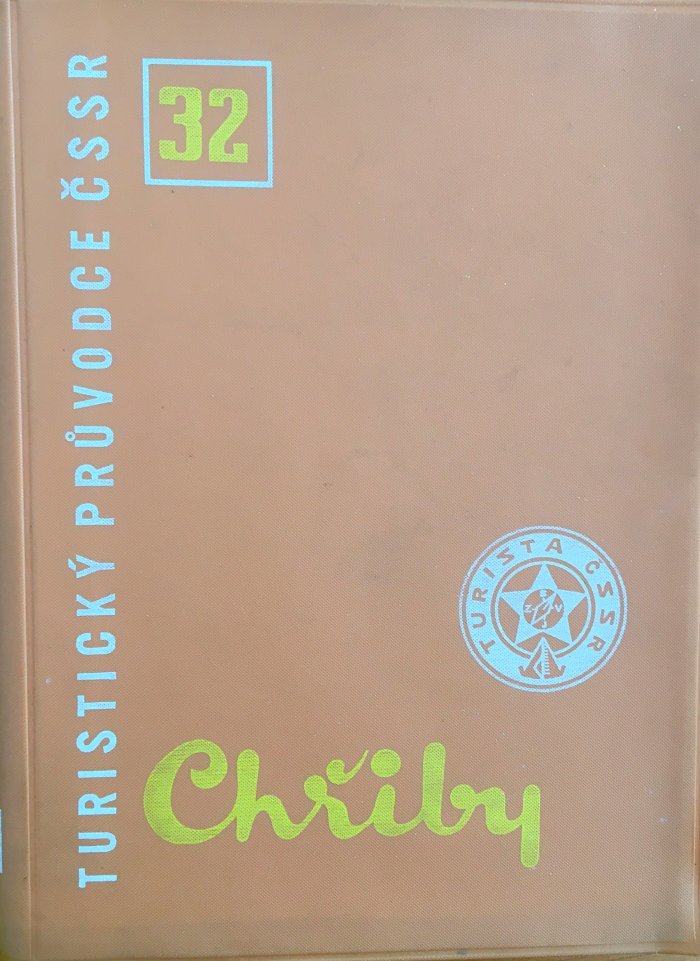 TURISTICKÝ PRŮVODCE ČSSR
32
TURISTA ČSSR
S
Z V
J
Chřiby